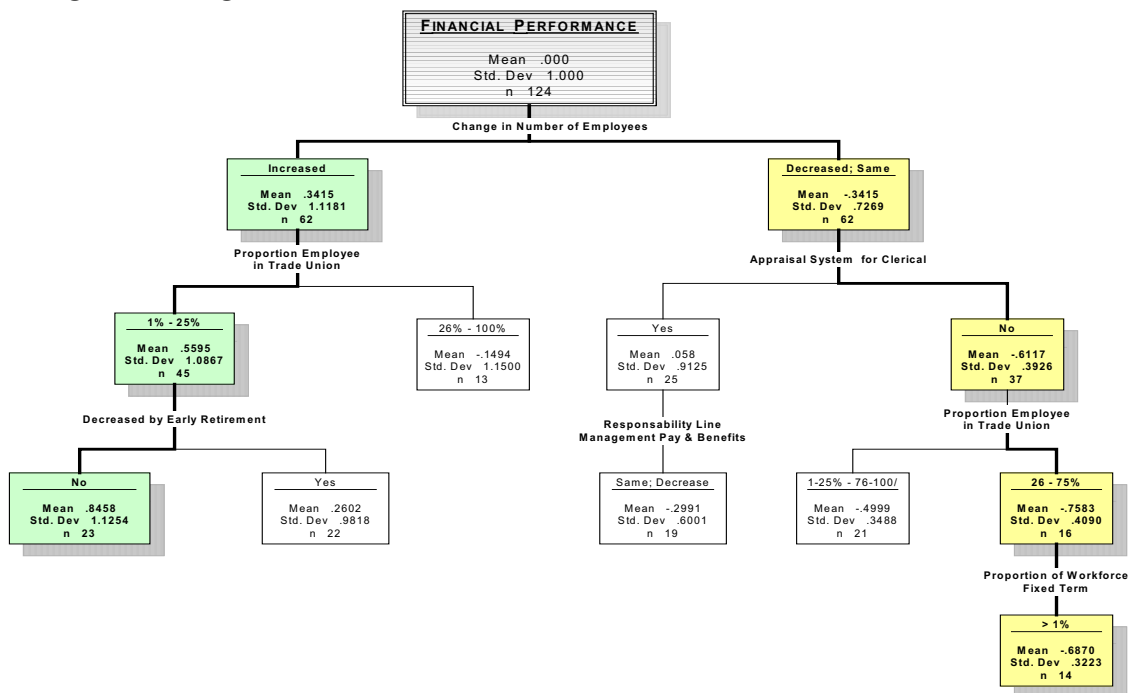 FINANCIAL PERFORMANCE
Mean .000
Std. Dev 1.000
n 124
Change in Number of Employees
Increased
Mean .3415
Std. Dev 1.1181
n 62
Decreased; Same
Mean -.3415
Std. Dev .7269
n 62
Proportion Employee
in Trade Union
Appraisal System for Clerical
1% - 25%
Mean .5595
Std. Dev 1.0867
n 45
26% - 100%
Mean -.1494
Std. Dev 1.1500
n 13
Yes
Mean .058
Std. Dev .9125
n 25
No
Mean -.6117
Std. Dev .3926
n 37
Decreased by Early Retirement
Responsability Line
Management Pay & Benefits
Proportion Employee
in Trade Union
No
Mean .8458
Std. Dev 1.1254
n 23
Yes
Mean .2602
Std. Dev .9818
n 22
Same; Decrease
Mean -.2991
Std. Dev .6001
n 19
1-25% - 76-100/
Mean -.4999
Std. Dev .3488
n 21
26 - 75%
Mean -.7583
Std. Dev .4090
n 16
Proportion of Workforce
Fixed Term
> 1%
Mean -.6870
Std. Dev .3223
n 14